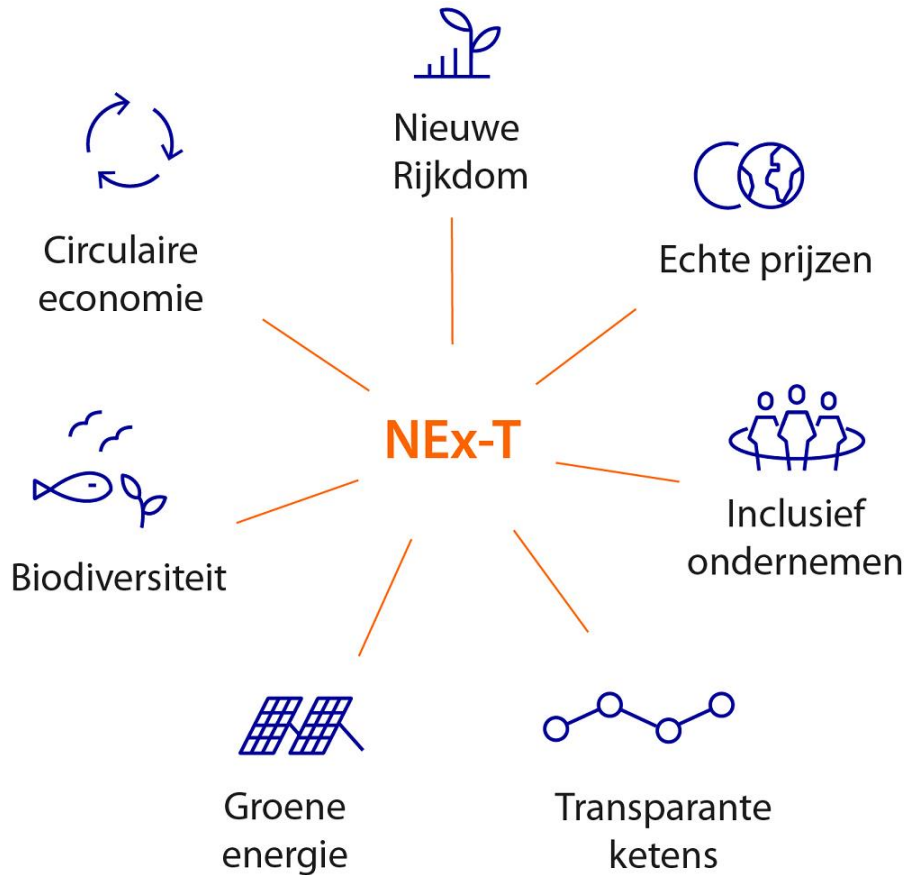 Nieuwe
Rijkdom
Echte prijzen
Circulaire
economie
NEx-T
Inclusief
ondernemen
Biodiversiteit
Groene
energie
Transparante
ketens